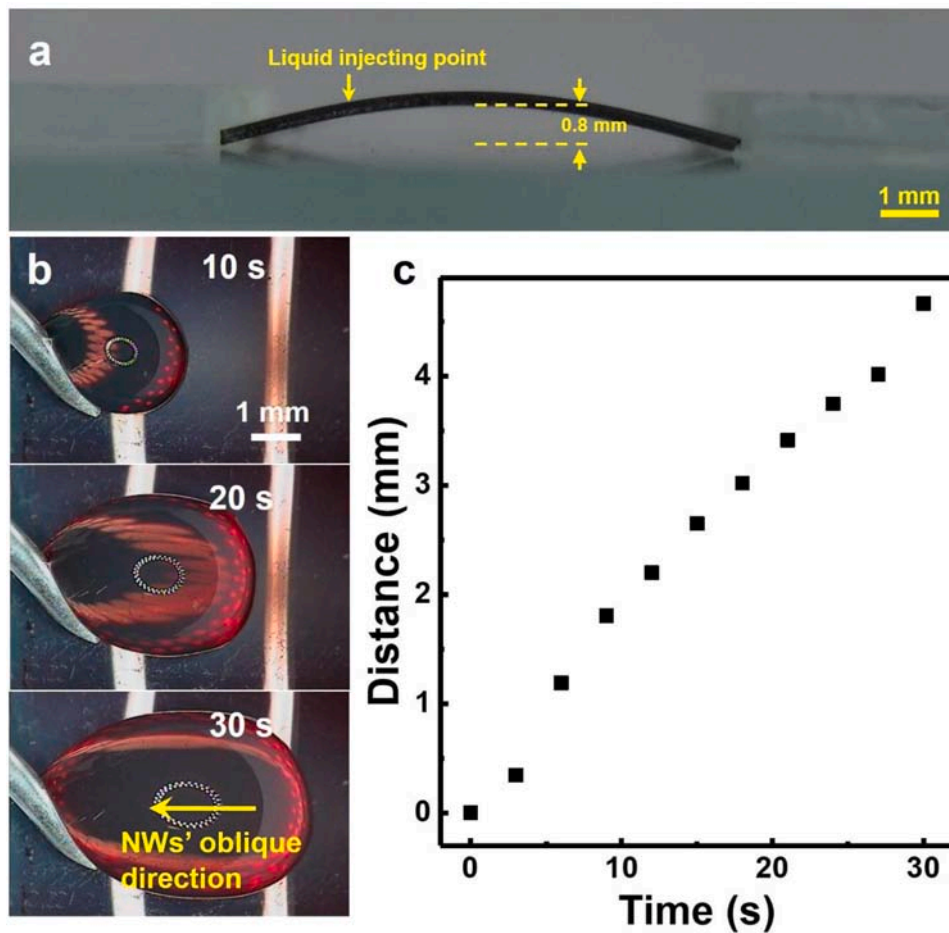 a
Liquid injecting point
0.8 mm
1 mm
b
10 s
1 mm
20 s
30 s
NWs’ oblique
direction
c
Distance (mm)
4
3
2
1
0
0
10
20
30
Time (s)